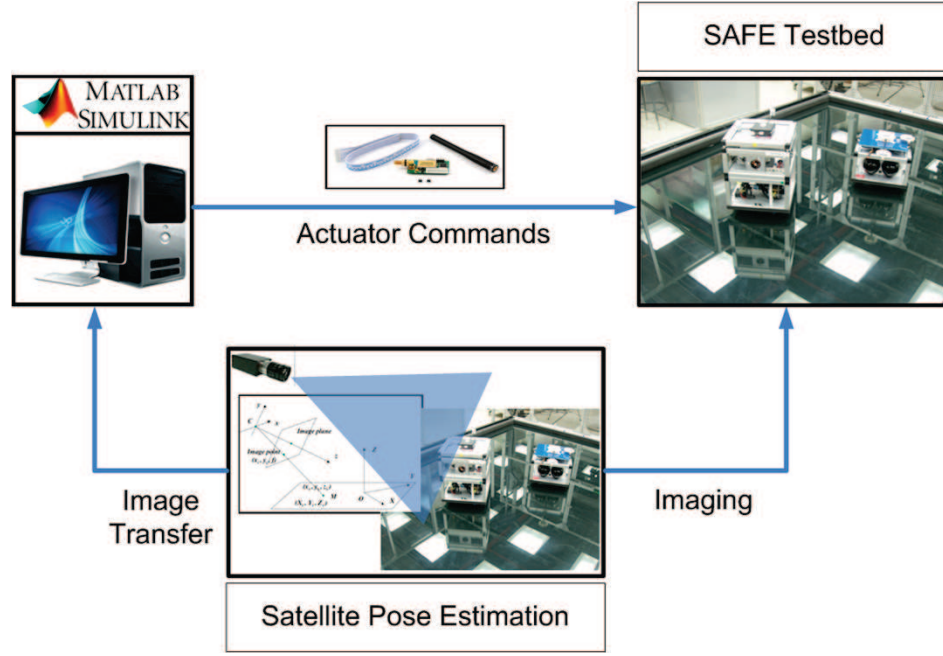 SAFE Testbed
MATLAB
SIMULINK
Actuator Commands
Image plane
Image point
Image
Transfer
Imaging
Satellite Pose Estimation